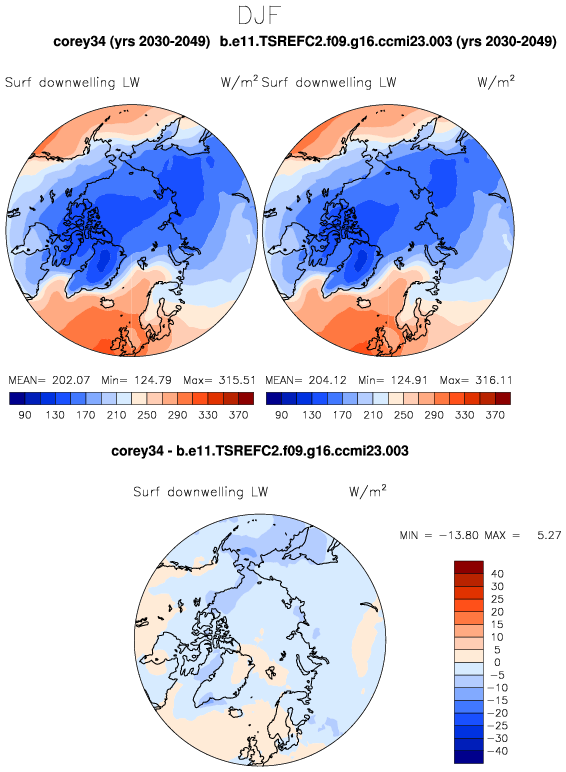 DJF
corey34 (yrs 2030-2049) b.e11.TSREFC2.f09.g16.ccmi23.003 (yrs 2030-2049)
Surf downwelling LW W/m² Surf downwelling LW W/m²
MEAN= 202.07 Min= 124.79 Max= 315.51 MEAN= 204.12 Min= 124.91 Max= 316.11
90 130 170 210 250 290 330 370 90 130 170 210 250 290 330 370
corey34 - b.e11.TSREFC2.f09.g16.ccmi23.003
Surf downwelling LW W/m²
MIN = -13.80 MAX = 5.27
40
30
25
20
15
10
5
0
-5
-10
-15
-20
-25
-30
-40